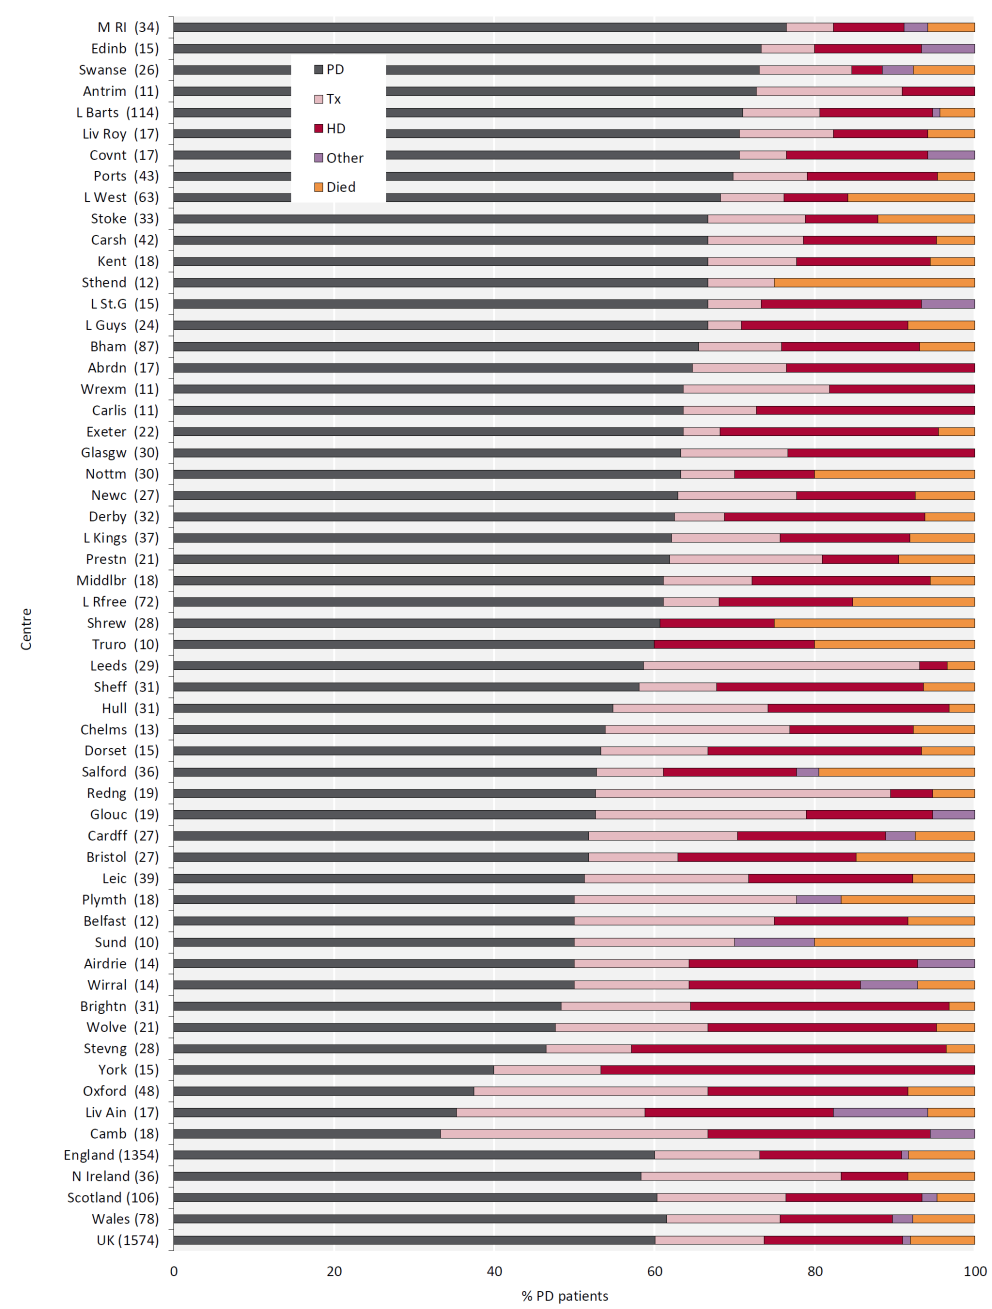 M RI (34)
Edinb (15)
Swanse (26)
PD
Antrim (11)
Tx
L Barts (114)
HD
Liv Roy (17)
Covnt (17)
Other
Ports (43)
Died
L West (63)
Stoke (33)
Carsh (42)
Kent (18)
Sthend (12)
L St.G (15)
L Guys (24)
Bham (87)
Abrdn (17)
Wrexm (11)
Carlis (11)
Exeter (22)
Glasgw (30)
Nottm (30)
Newc (27)
Derby (32)
L Kings (37)
Prestn (21)
Middlbr (18)
L Rfree (72)
Shrew (28)
Truro (10)
Leeds (29)
Sheff (31)
Hull (31)
Chelms (13)
Dorset (15)
Salford (36)
Redng (19)
Glouc (19)
Cardff (27)
Bristol (27)
Leic (39)
Plymth (18)
Belfast (12)
Sund (10)
Airdrie (14)
Wirral (14)
Brightn (31)
Wolve (21)
Stevng (28)
York (15)
Oxford (48)
Liv Ain (17)
Camb (18)
England (1354)
N Ireland (36)
Scotland (106)
Wales (78)
UK (1574)
Centre
0 20 40 60 80 100
% PD patients